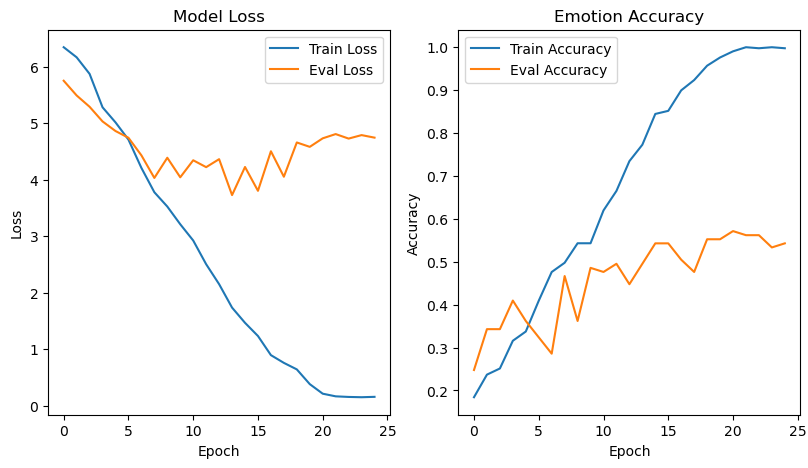 Model Loss
Train Loss
Eval Loss
6
5
4
3
2
1
0
Loss
0
5
10
15
20
25
Epoch
Emotion Accuracy
Train Accuracy
Eval Accuracy
1.0
0.9
0.8
0.7
0.6
0.5
0.4
0.3
0.2
Accuracy
0
5
10
15
20
25
Epoch